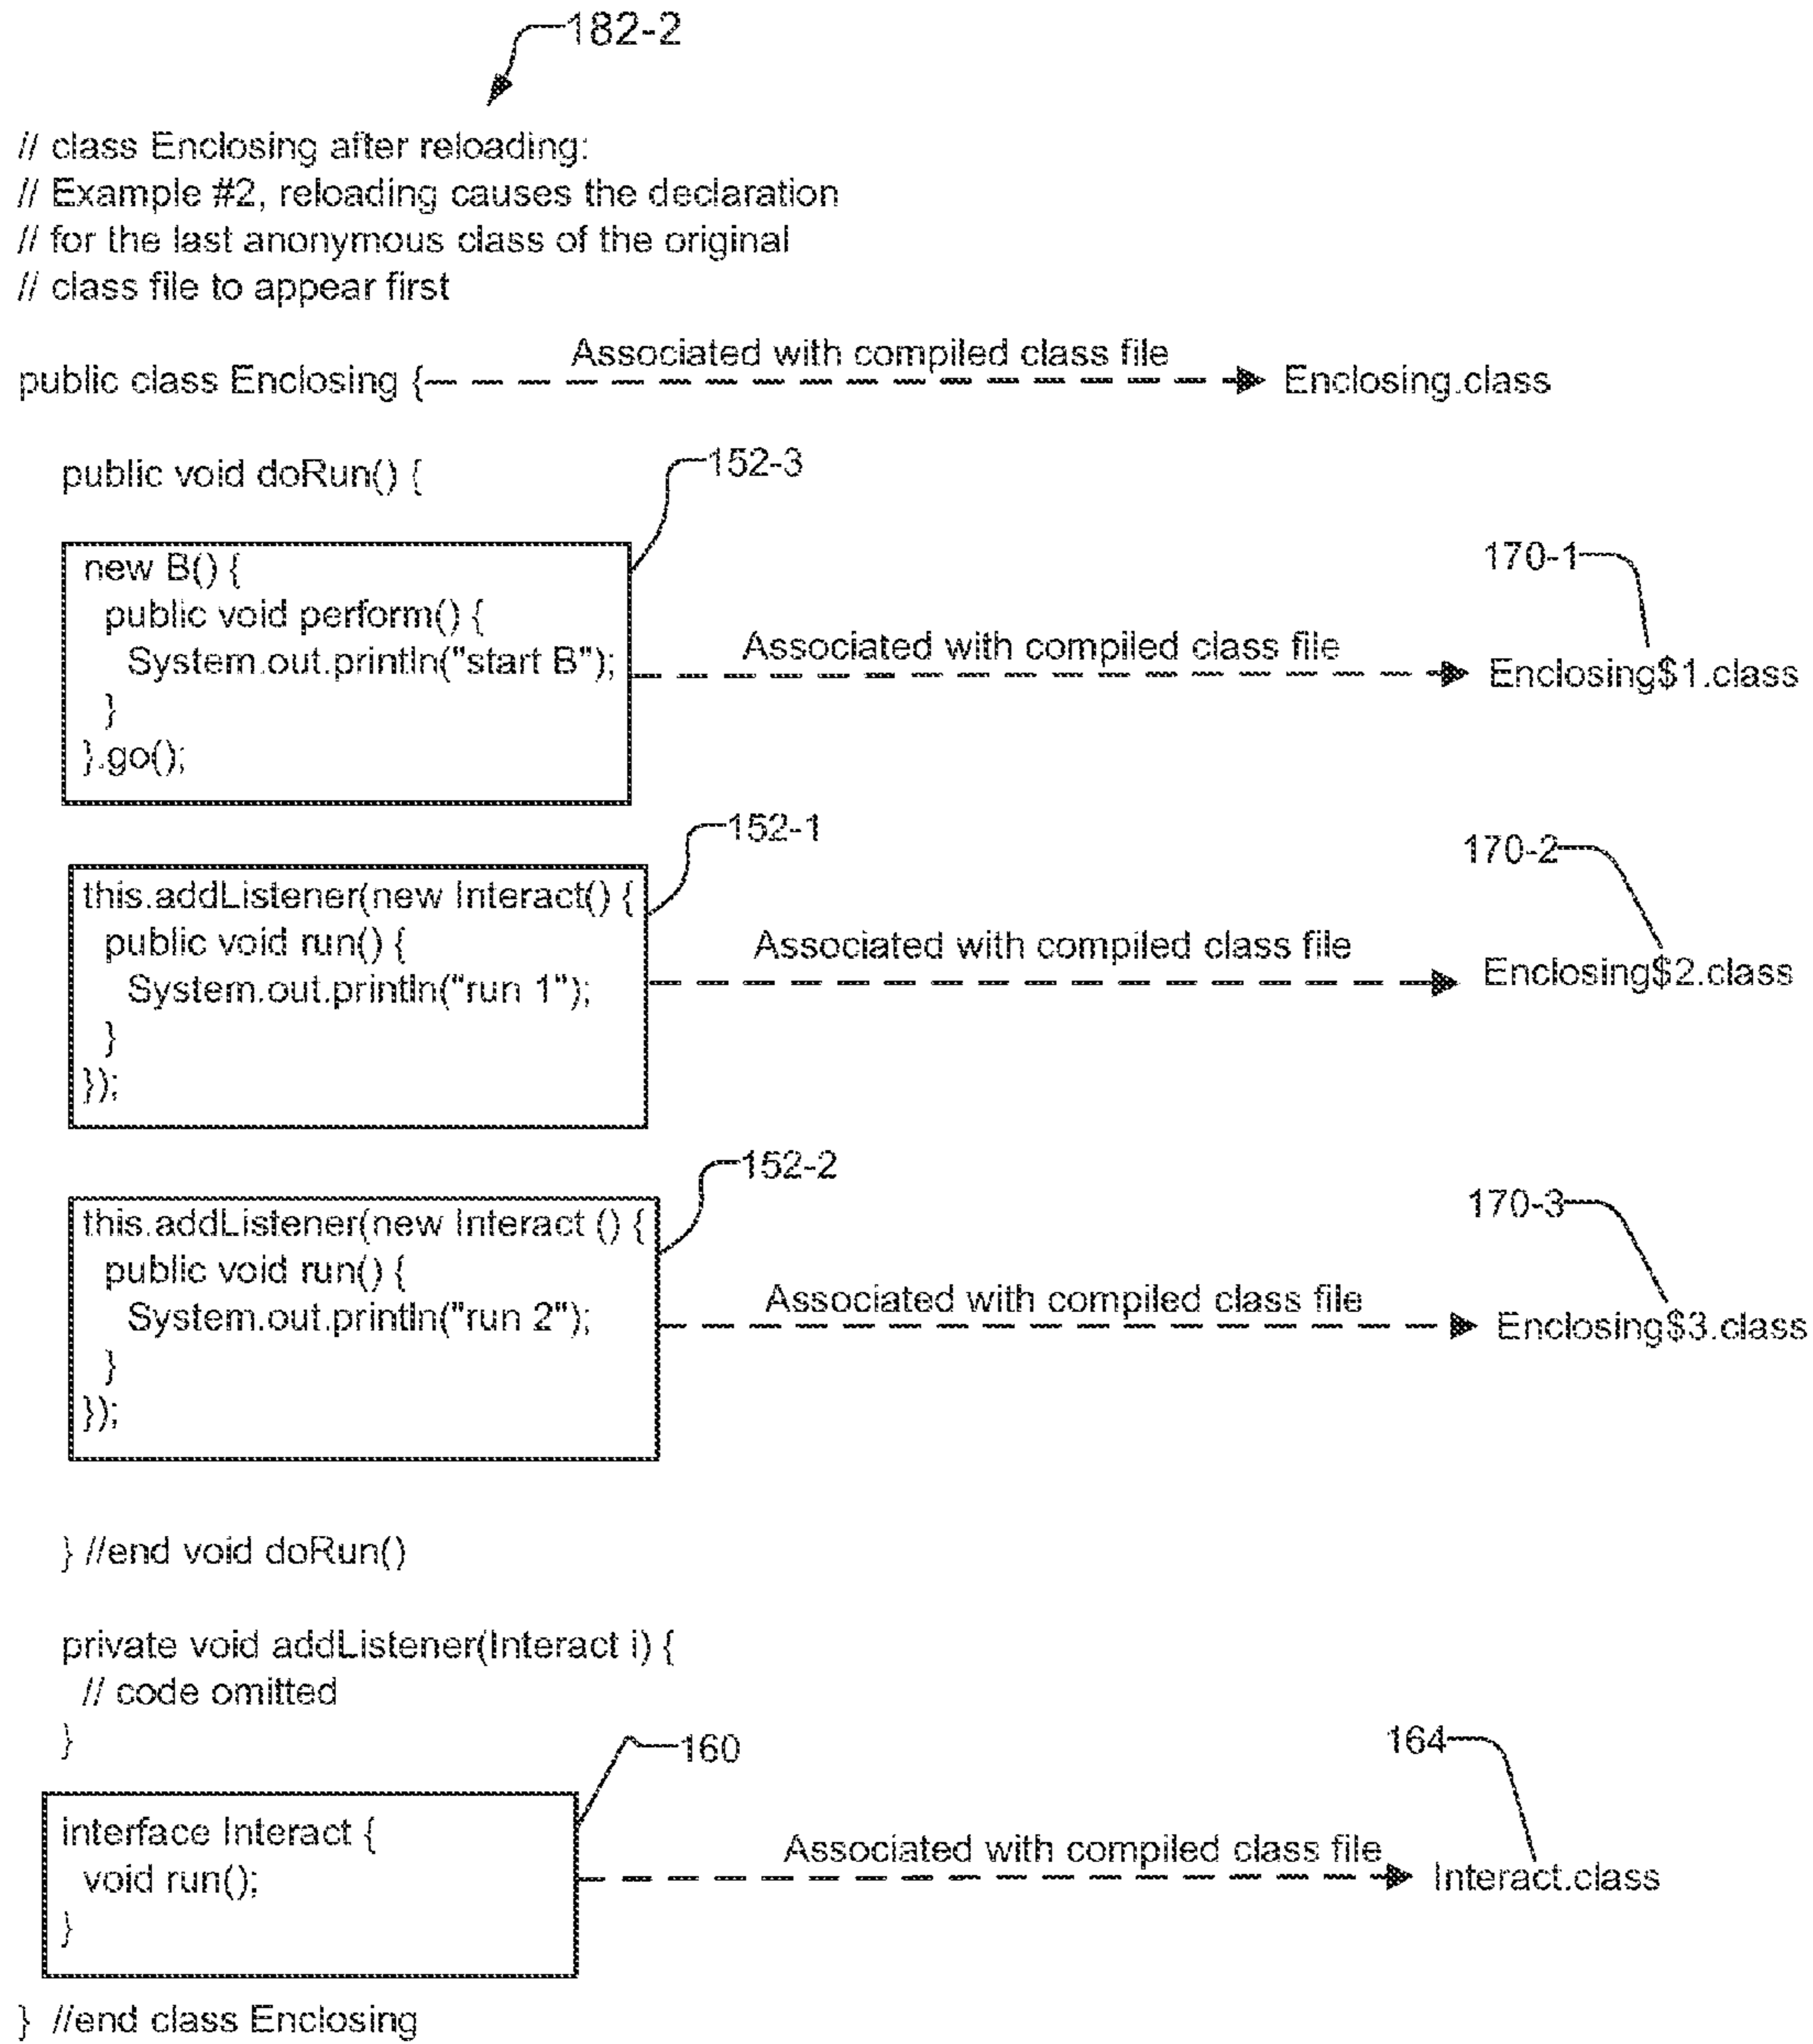 182-2
// class Enclosing after reloading:
// Example #2, reloading causes the declaration
// for the last anonymous class of the original
// class file to appear first
Associated with compiled class file
public class Enclosing { Enclosing.class
152-3
public void doRun() {
170-1
new B() {
public void perform() {
Associated with compiled class file
System.out.println("start B"); Enclosing$1.class
}
}.go();
152-1
170-2
this.addListener(new Interact() {
public void run() { Associated with compiled class file
System.out.println("run 1"); Enclosing$2.class
}
});
152-2
170-3
this.addListener(new Interact () {
public void run() {
Associated with compiled class file
System.out.println("run 2"); Enclosing$3.class
}
});
} //end void doRun()
private void addListener(Interact i) {
// code omitted
}
160 164
interface Interact {
Associated with compiled class file
void run(); Interact.class
}
} //end class Enclosing